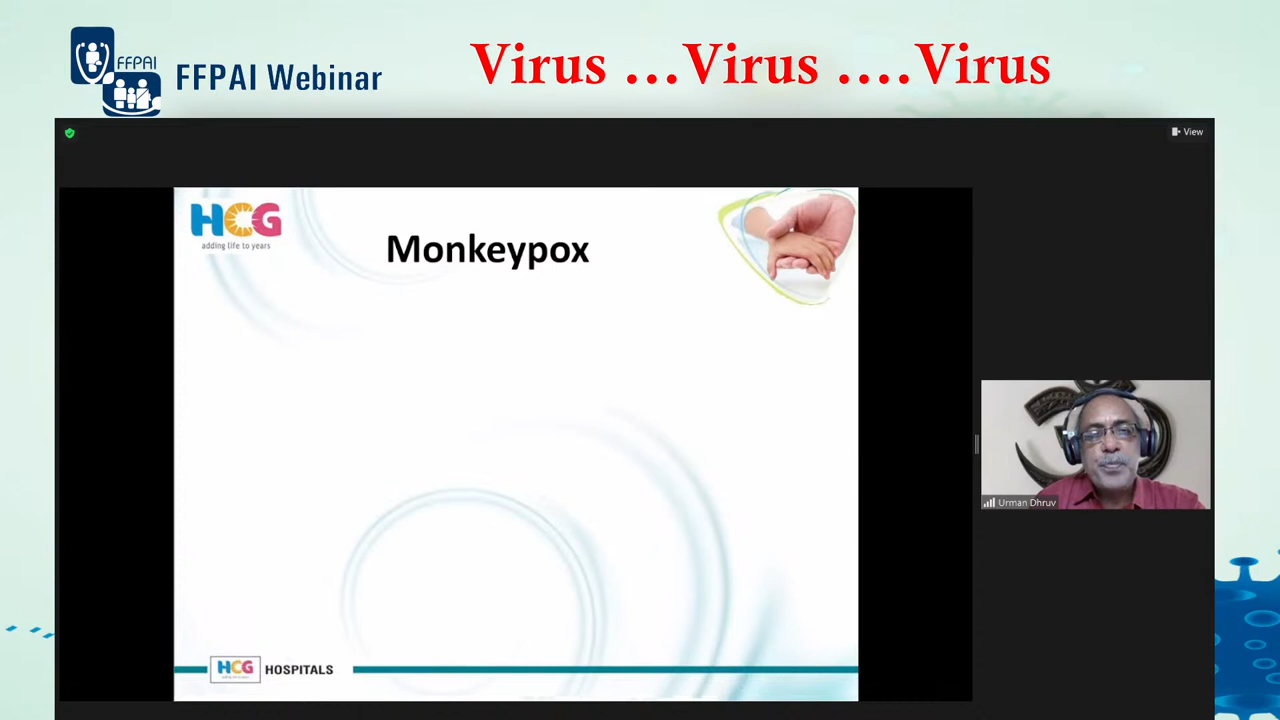 FFPAI
FFPAI Webinar
Virus ...Virus ....Virus
View
HCG
adding life to years
Monkeypox
Urman Dhruv
HCG
HOSPITALS